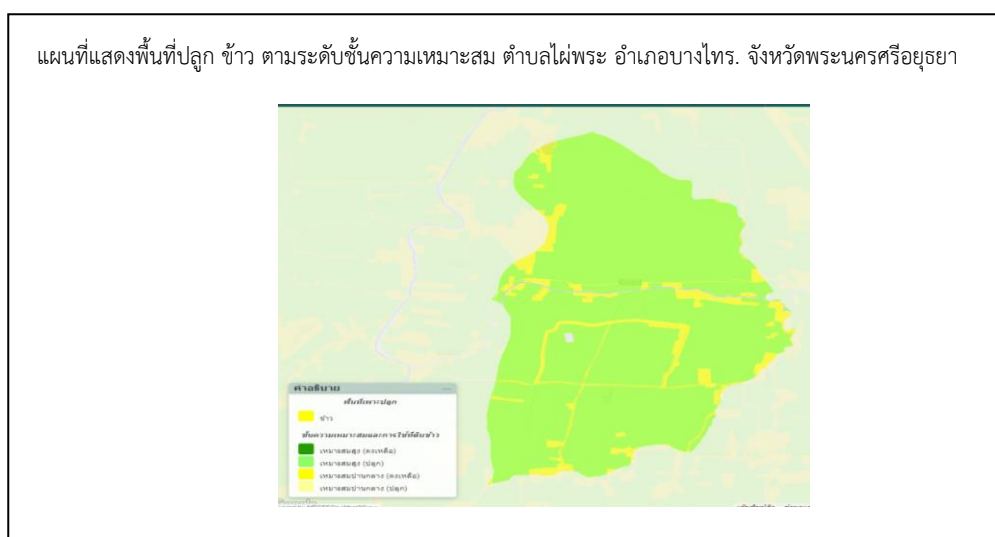 แผนที่แสดงพื้นที่ปลูก ข้าว ตามระดับชั้นความเหมาะสม ตำบลไผ่พระ อำเภอบางไทร. จังหวัดพระนครศรีอยุธยา
คำอธิบาย
พื้นที่เพาะปลูก
ข้าว
ชั้นความเหมาะสมและการใช้ที่ดินข้าว
เหมาะสมสูง (คงเหลือ)
เหมาะสมสูง (ปลูก)
เหมาะสมปานกลาง (คงเหลือ)
เหมาะสมปานกลาง (ปลูก)